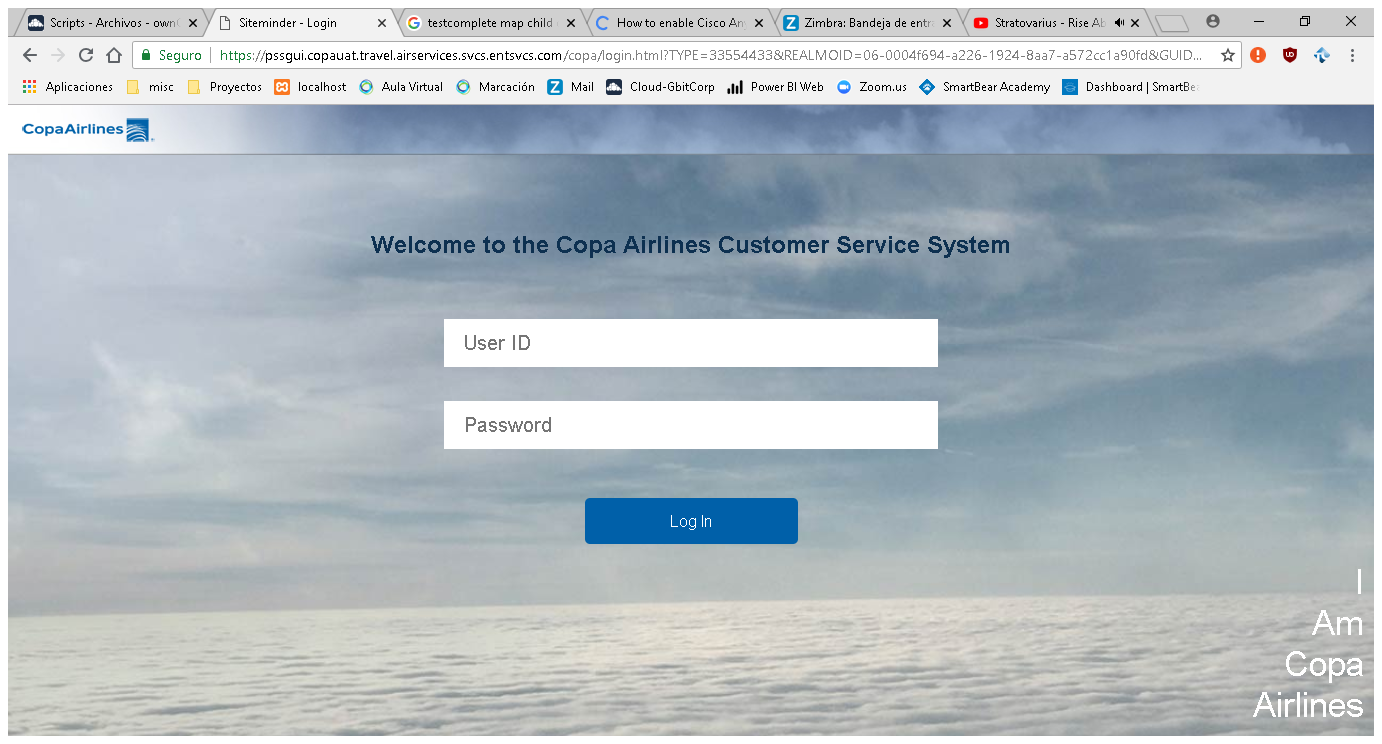 Scripts - Archivos - own
Siteminder - Login
testcomplete map child
How to enable Cisco An
Zimbra: Bandeja de entr
Stratovarius - Rise Ab
Seguro
https://pssgui.copauat.travel.airservices.svcs.entsvcs.com/copa/login.html?TYPE=33554433&REALMOID=06-0004f694-a226-1924-8aa7-a572cc1a90fd&GUID...
Aplicaciones misc Proyectos localhost Aula Virtual Marcación Mail Cloud-GbitCorp Power BI Web Zoom.us SmartBear Academy Dashboard | SmartBe
CopaAirlines
Welcome to the Copa Airlines Customer Service System
User ID
Password
Log In
I
Am
Copa
Airlines